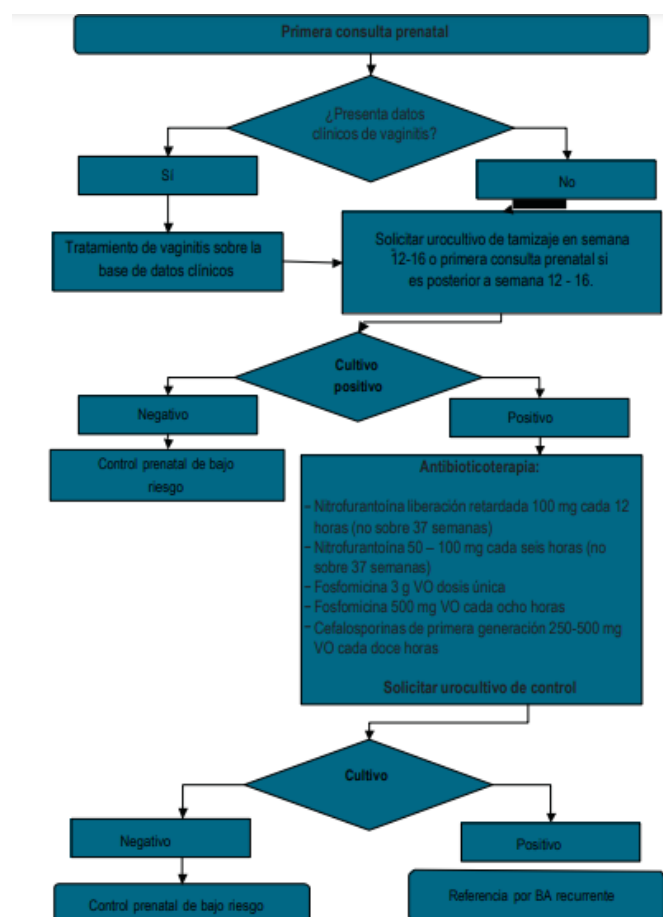 Primera consulta prenatal
¿Presenta datos
clínicos de vaginitis?
Sí
No
Tratamiento de vaginitis sobre la
base de datos clínicos
Solicitar urocultivo de tamizaje en semana
12-16 o primera consulta prenatal si
es posterior a semana 12 - 16.
Cultivo
positivo
Negativo
Positivo
Control prenatal de bajo
riesgo
Antibioticoterapia:
− Nitrofurantoína liberación retardada 100 mg cada 12
horas (no sobre 37 semanas)
− Nitrofurantoína 50 – 100 mg cada seis horas (no
sobre 37 semanas)
− Fosfomicina 3 g VO dosis única
− Fosfomicina 500 mg VO cada ocho horas
− Cefalosporinas de primera generación 250-500 mg
VO cada doce horas
Solicitar urocultivo de control
Cultivo
Negativo
Positivo
Control prenatal de bajo riesgo
Referencia por BA recurrente